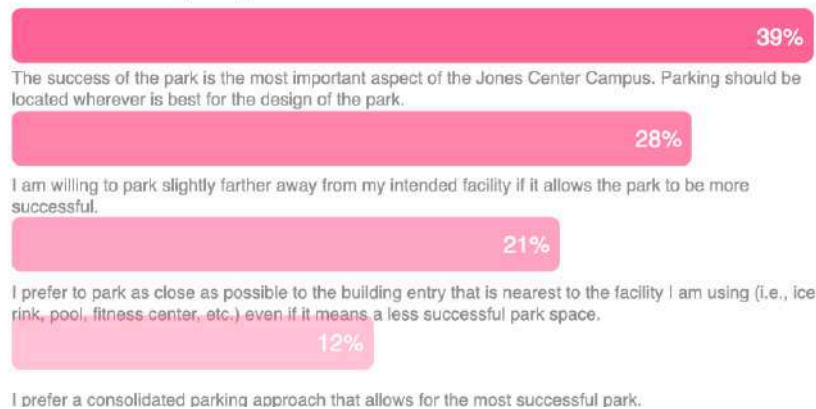 39%
The success of the park is the most important aspect of the Jones Center Campus. Parking should be
located wherever is best for the design of the park.
28%
I am willing to park slightly farther away from my intended facility if it allows the park to be more
successful.
21%
I prefer to park as close as possible to the building entry that is nearest to the facility I am using (i.e., ice
rink, pool, fitness center, etc.) even if it means a less successful park space.
12%
I prefer a consolidated parking approach that allows for the most successful park.